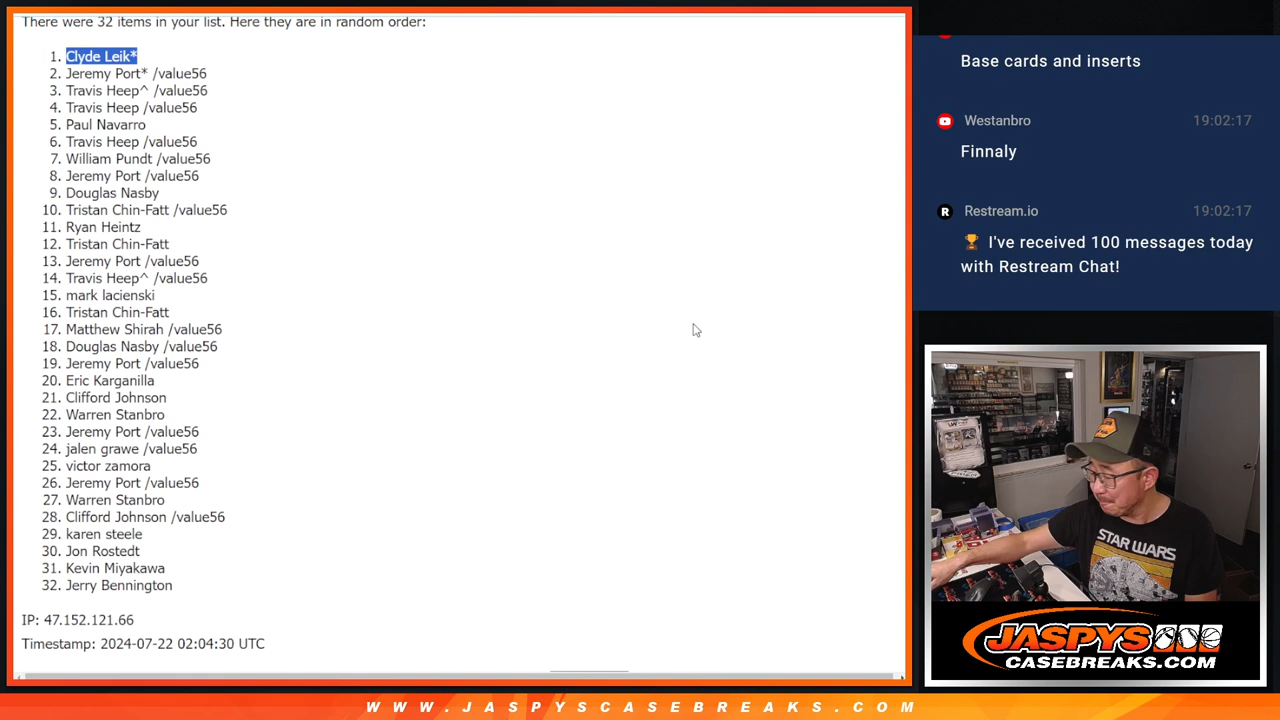 There were 32 items in your list. Here they are in random order:
1. Clyde Leik*
2. Jeremy Port* /value56
3. Travis Heep^ /value56
4. Travis Heep /value56
5. Paul Navarro
6. Travis Heep /value56
7. William Pundt /value56
8. Jeremy Port /value56
9. Douglas Nasby
10. Tristan Chin-Fatt /value56
11. Ryan Heintz
12. Tristan Chin-Fatt
13. Jeremy Port /value56
14. Travis Heep^ /value56
15. mark lacienski
16. Tristan Chin-Fatt
17. Matthew Shirah /value56
18. Douglas Nasby /value56
19. Jeremy Port /value56
20. Eric Karganilla
21. Clifford Johnson
22. Warren Stanbro
23. Jeremy Port /value56
24. jalen grawe /value56
25. victor zamora
26. Jeremy Port /value56
27. Warren Stanbro
28. Clifford Johnson /value56
29. karen steele
30. Jon Rostedt
31. Kevin Miyakawa
32. Jerry Bennington
IP: 47.152.121.66
Timestamp: 2024-07-22 02:04:30 UTC
Base cards and inserts
Westanbro 19:02:17
Finnaly
R Restream.io 19:02:17
🏆 I've received 100 messages today
with Restream Chat!
STAR WARS
JASPYS
CASEBREAKS.COM
WWW.JASPYSCASEBREAKS.COM